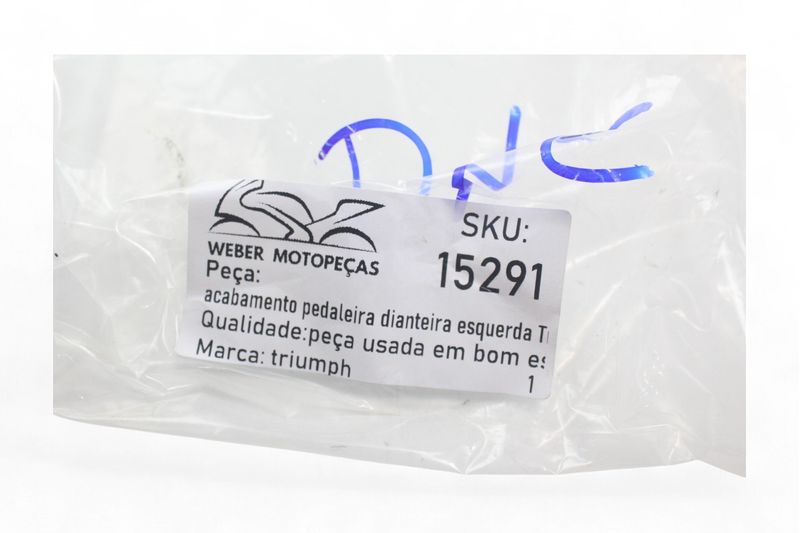 DNC
WEBER MOTOPEÇAS
SKU:
15291
Peça:
acabamento pedaleira dianteira esquerda
Qualidade:peça usada em bom
Marca: triumph
1